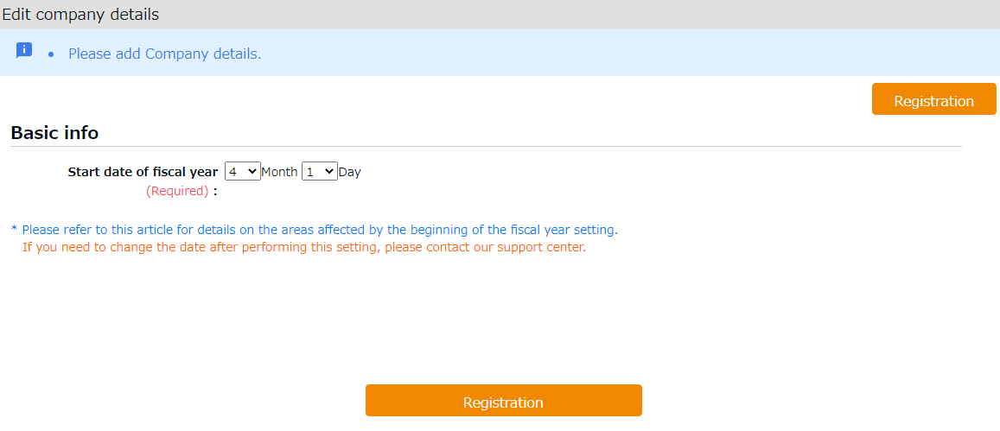 Edit company details
• Please add Company details.
Registration
Basic info
Start date of fiscal year 4 Month 1 Day
(Required) :
* Please refer to this article for details on the areas affected by the beginning of the fiscal year setting.
If you need to change the date after performing this setting, please contact our support center.
Registration